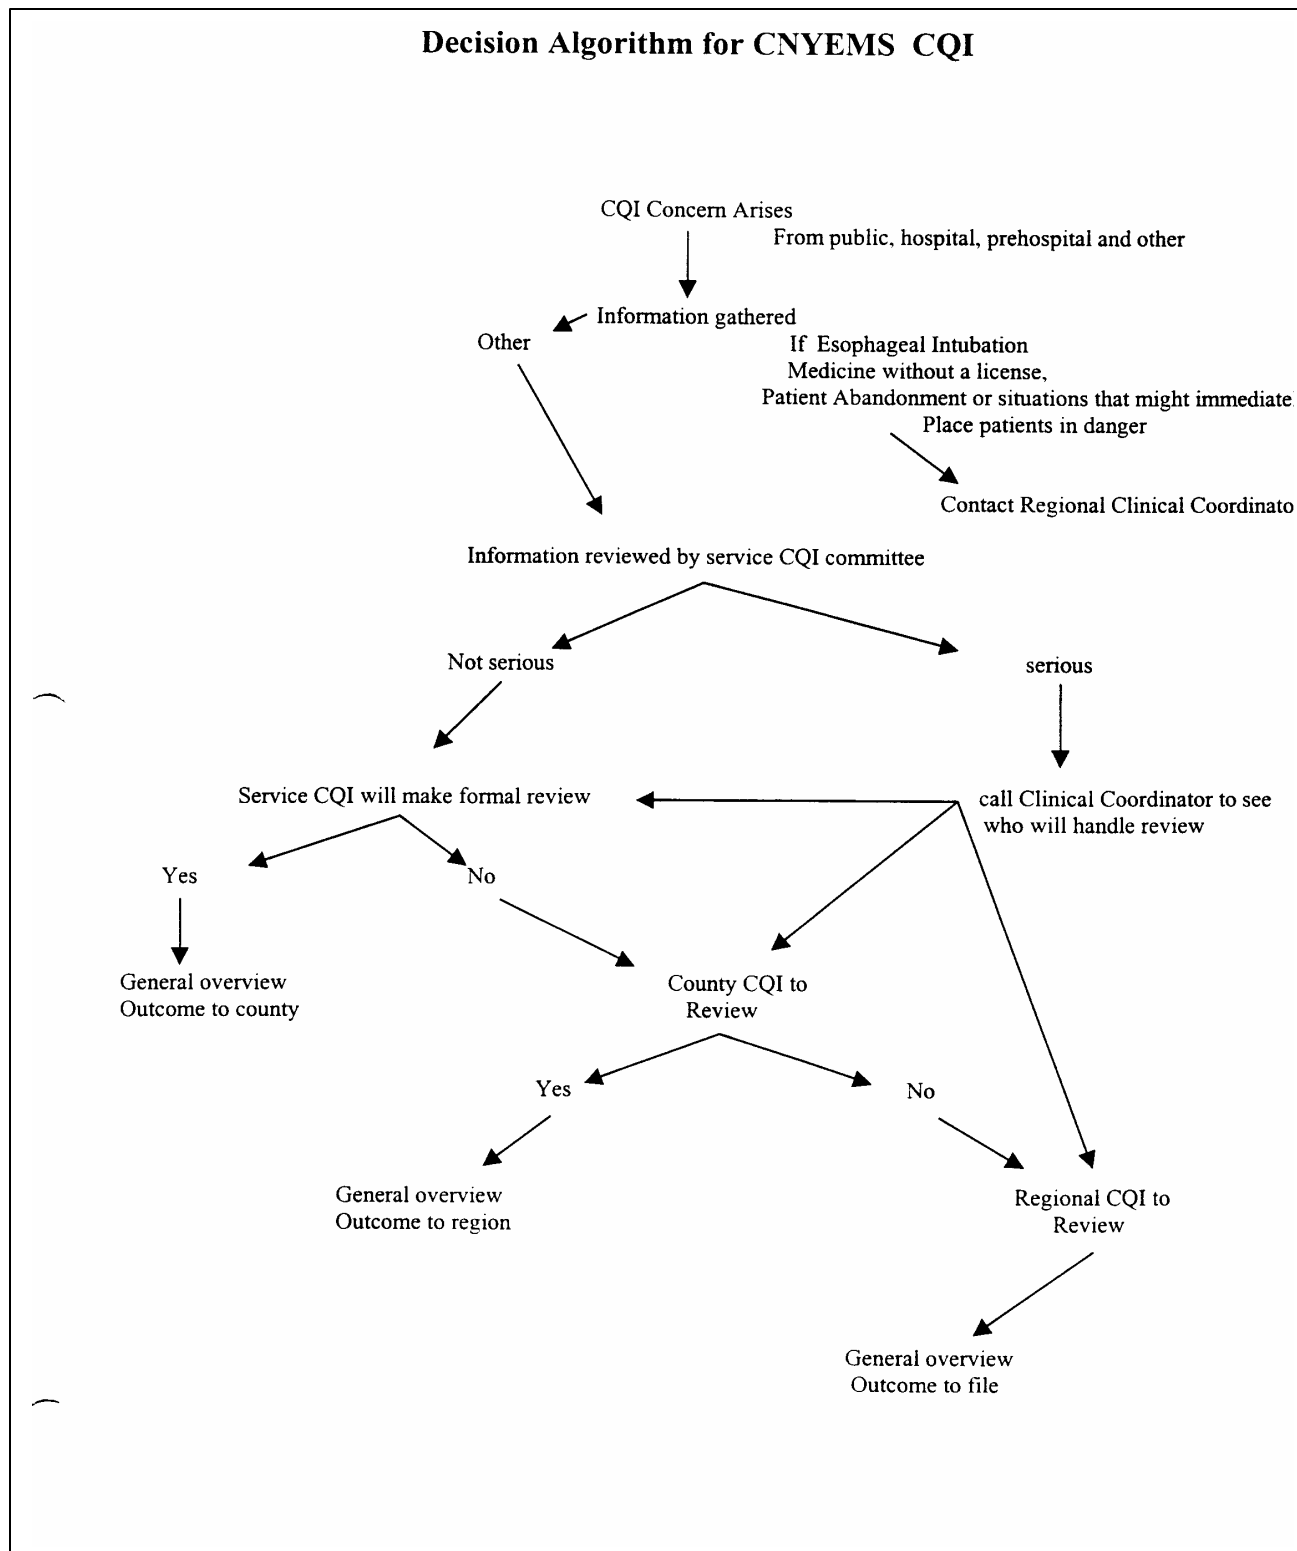 Decision Algorithm for CNYEMS CQI
CQI Concern Arises
From public, hospital, prehospital and other
Information gathered
Other
If Esophageal Intubation
Medicine without a license,
Patient Abandonment or situations that might immediate
Place patients in danger
Contact Regional Clinical Coordinato
Information reviewed by service CQI committee
Not serious
serious
Service CQI will make formal review
call Clinical Coordinator to see
who will handle review
Yes
No
General overview
Outcome to county
County CQI to
Review
Yes
No
General overview
Outcome to region
Regional CQI to
Review
General overview
Outcome to file